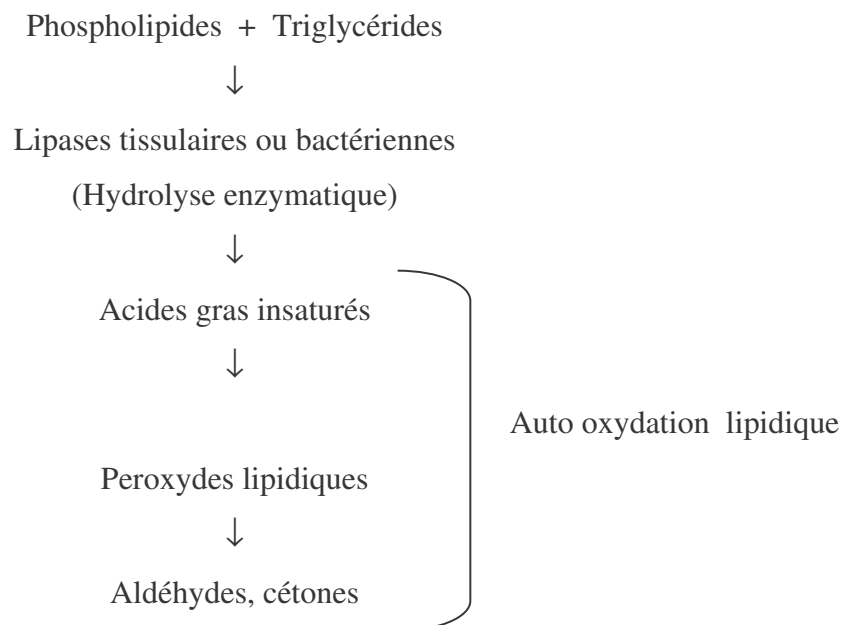 Phospholipides + Triglycérides
↓
Lipases tissulaires ou bactériennes
(Hydrolyse enzymatique)
↓
Acides gras insaturés
↓
Auto oxydation lipidique
Peroxydes lipidiques
↓
Aldéhydes, cétones